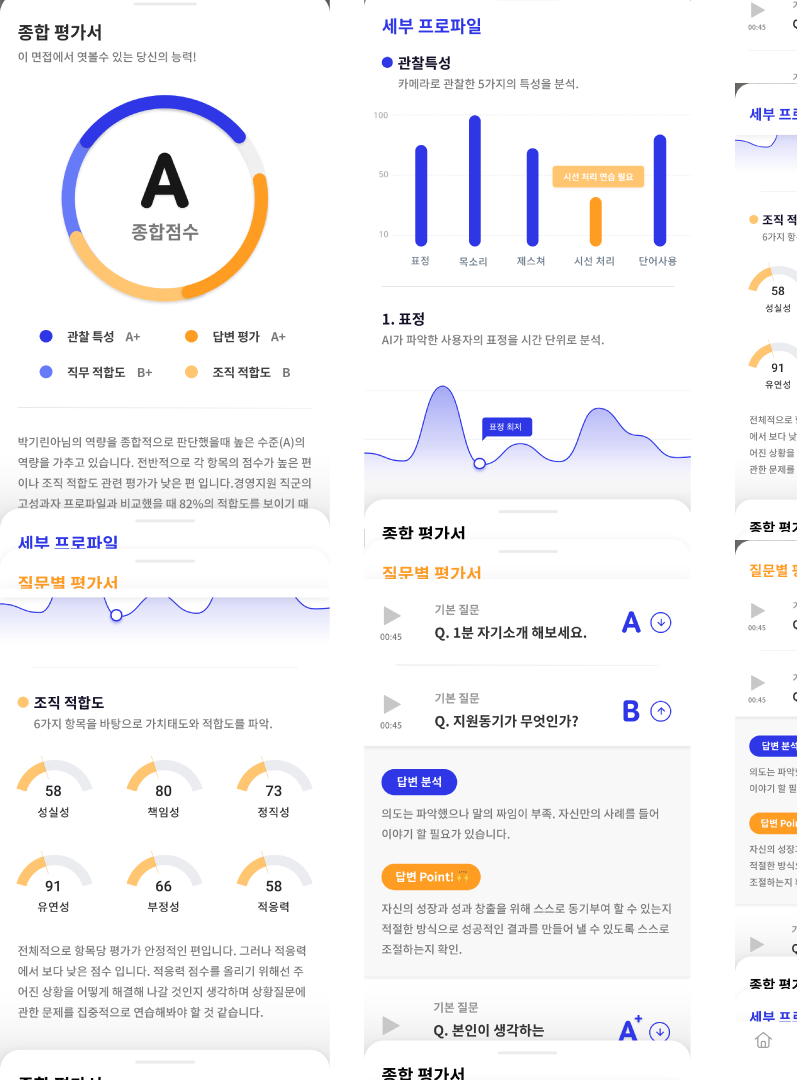 종합 평가서
이 면접에서 엿볼수 있는 당신의 능력!
A
종합점수
관찰 특성 A+
답변 평가 A+
직무 적합도 B+
조직 적합도 B
박기린아님의 역량을 종합적으로 판단했을때 높은 수준(A)의
역량을 가추고 있습니다. 전반적으로 각 항목의 점수가 높은 편
이나 조직 적합도 관련 평가가 낮은 편 입니다.경영지원 직군의
고성과자 프로파일과 비교했을 때 82%의 적합도를 보이기 때
세부 프로파일
질문별 평가서
조직 적합도
6가지 항목을 바탕으로 가치태도와 적합도를 파악.
58
성실성
80
책임성
73
정직성
91
유연성
66
부정성
58
적응력
전체적으로 항목당 평가가 안정적인 편입니다. 그러나 적응력
에서 보다 낮은 점수 입니다. 적응력 점수를 올리기 위해선 주
어진 상황을 어떻게 해결해 나갈 것인지 생각하며 상황질문에
관한 문제를 집중적으로 연습해봐야 할 것 같습니다.
종합 평가서
세부 프로파일
관찰특성
카메라로 관찰한 5가지의 특성을 분석.
100
50
10
시선 처리 연습 필요
표정
목소리
제스쳐
시선 처리
단어사용
1. 표정
AI가 파악한 사용자의 표정을 시간 단위로 분석.
표정 최저
종합 평가서
질문별 평가서
00:45
기본 질문
Q. 1분 자기소개 해보세요.
A
00:45
기본 질문
Q. 지원동기가 무엇인가?
B
답변 분석
의도는 파악했으나 말의 짜임이 부족. 자신만의 사례를 들어
이야기 할 필요가 있습니다.
답변 Point!
자신의 성장과 성과 창출을 위해 스스로 동기부여 할 수 있는지
적절한 방식으로 성공적인 결과를 만들어 낼 수 있도록 스스로
조절하는지 확인.
기본 질문
Q. 본인이 생각하는
A+
종합 평가서
00:45
세부 프로
조직 적
6가지 항
58
성실성
91
유연성
전체적으로
에서 보다 낮
어진 상황을
관한 문제를
종합 평가
질문별 평
00:45
00:45
답변 분석
의도는 파악했
이야기 할 필
답변 Poi
자신의 성장
적절한 방식
조절하는지
종합 평가
세부 프로